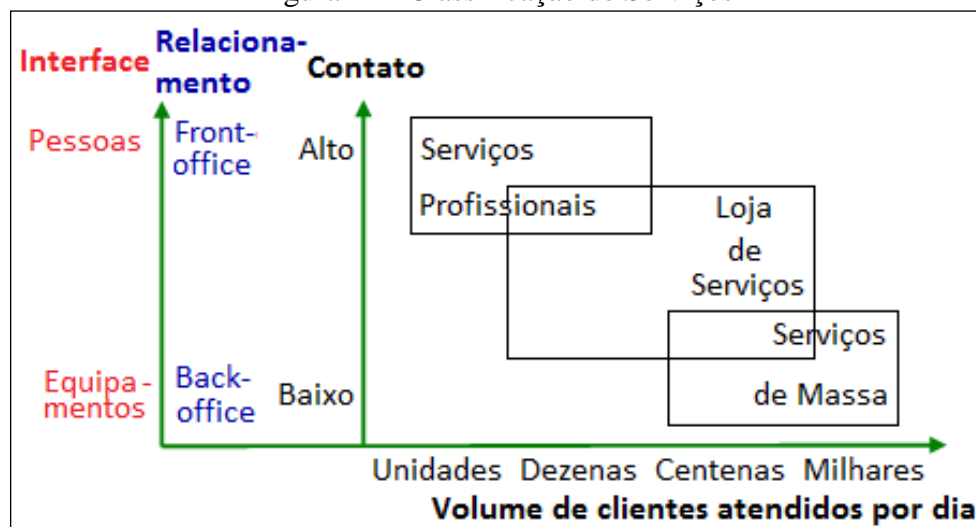 Interface
Relaciona-
mento
Contato
Pessoas
Front-
office
Alto
Serviços
Profissionais
Loja
de
Serviços
Serviços
de Massa
Equipa-
mentos
Back-
office
Baixo
Unidades Dezenas Centenas Milhares
Volume de clientes atendidos por dia